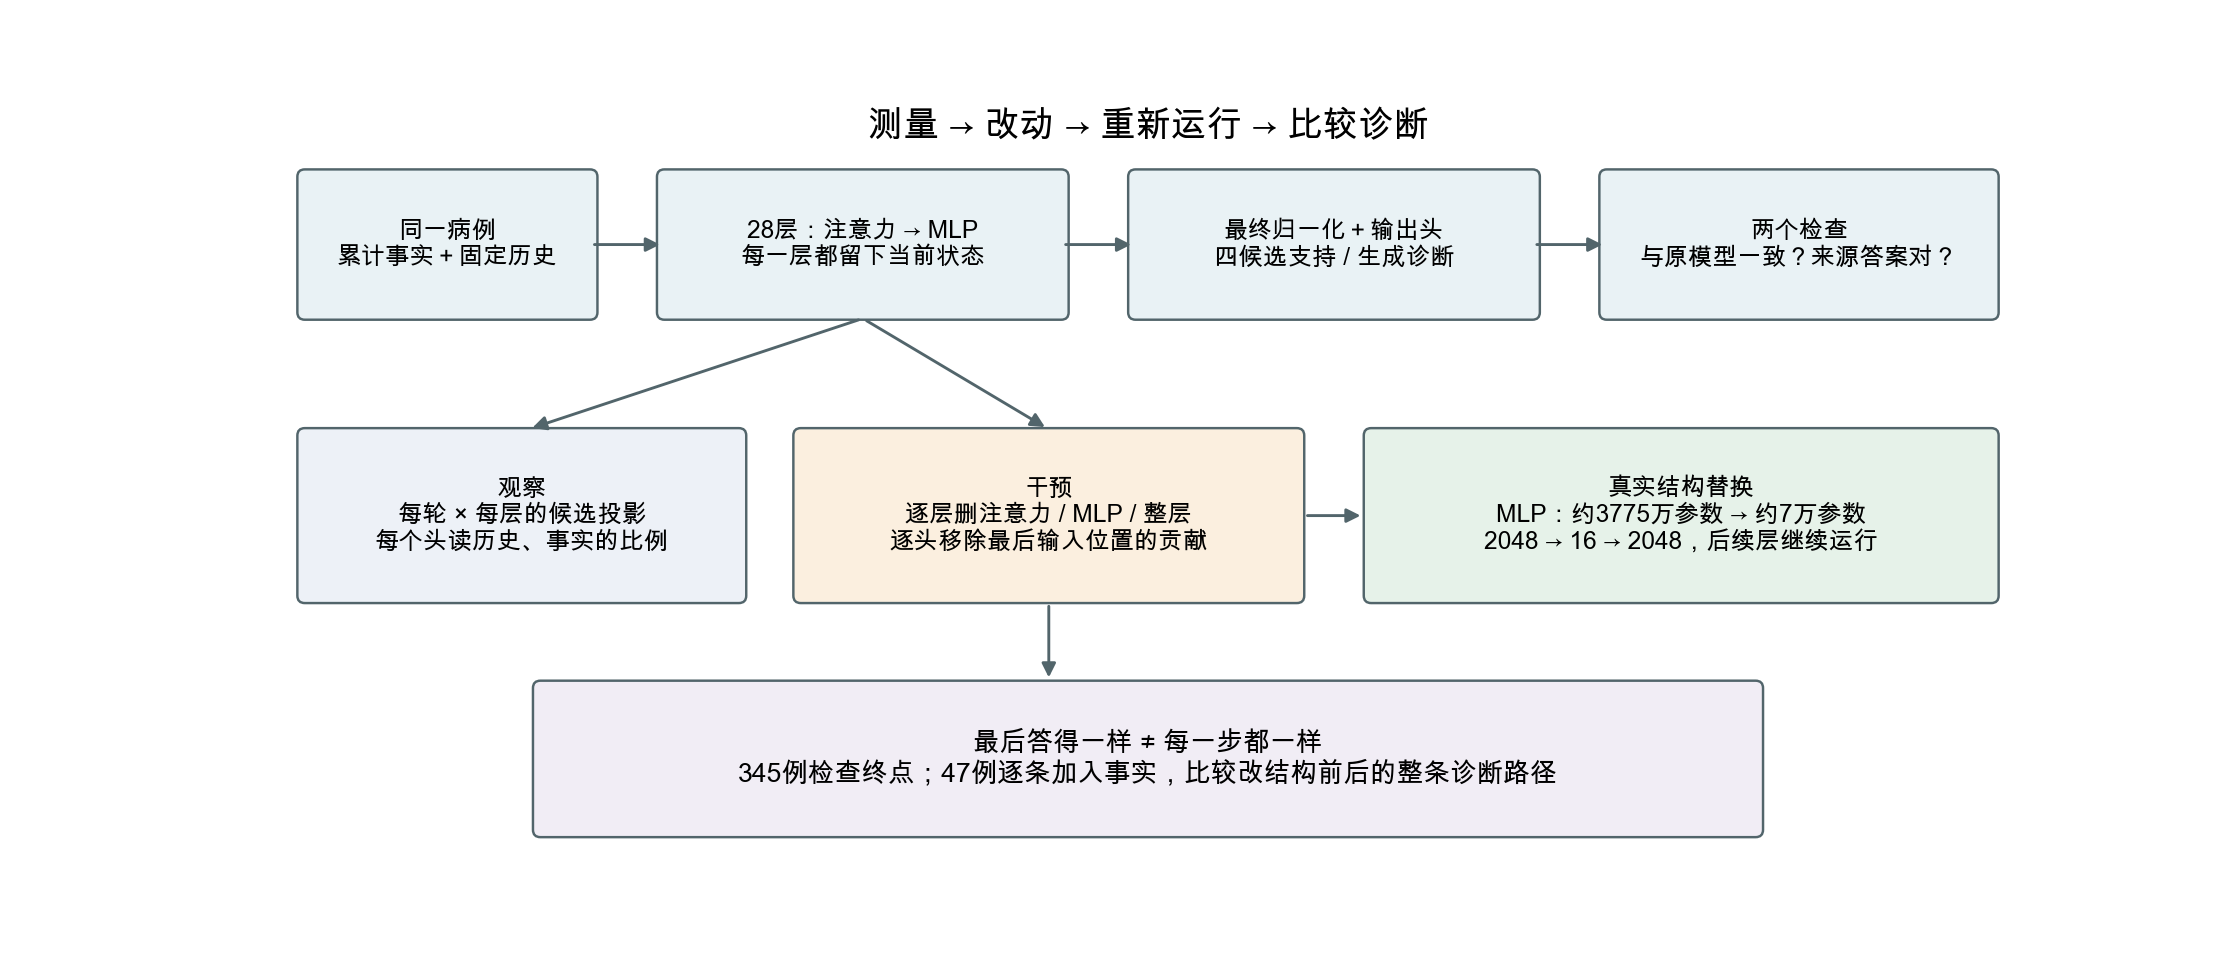 测量 → 改动 → 重新运行 → 比较诊断
同一病例
累计事实 + 固定历史
28层：注意力 → MLP
每一层都留下当前状态
最终归一化 + 输出头
四候选支持 / 生成诊断
两个检查
与原模型一致？来源答案对？
观察
每轮 × 每层的候选投影
每个头读历史、事实的比例
干预
逐层删注意力 / MLP / 整层
逐头移除最后输入位置的贡献
真实结构替换
MLP：约3775万参数 → 约7万参数
2048 → 16 → 2048，后续层继续运行
最后答得一样 ≠ 每一步都一样
345例检查终点；47例逐条加入事实，比较改结构前后的整条诊断路径